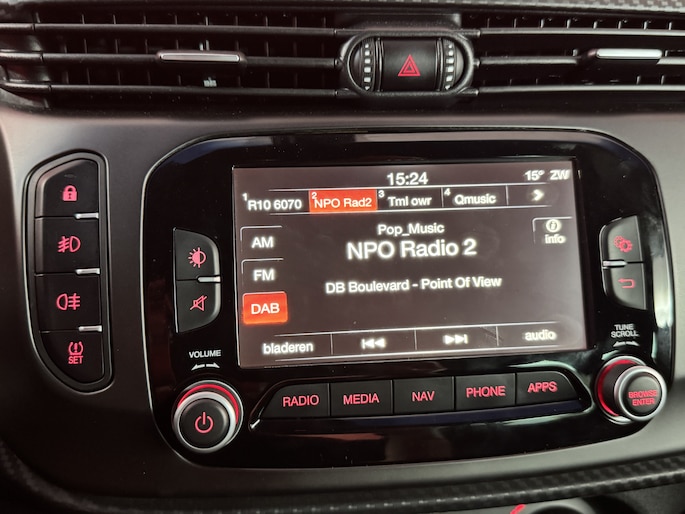 15:24
15° ZW
1 R10 6070
2 NPO Rad2
3 Tml owr
4 Qmusic
AM
FM
DAB
Pop_Music
NPO Radio 2
DB Boulevard - Point Of View
info
bladeren
audio
SET
VOLUME
TUNE
SCROLL
RADIO
MEDIA
NAV
PHONE
APPS
BROWSE
ENTER